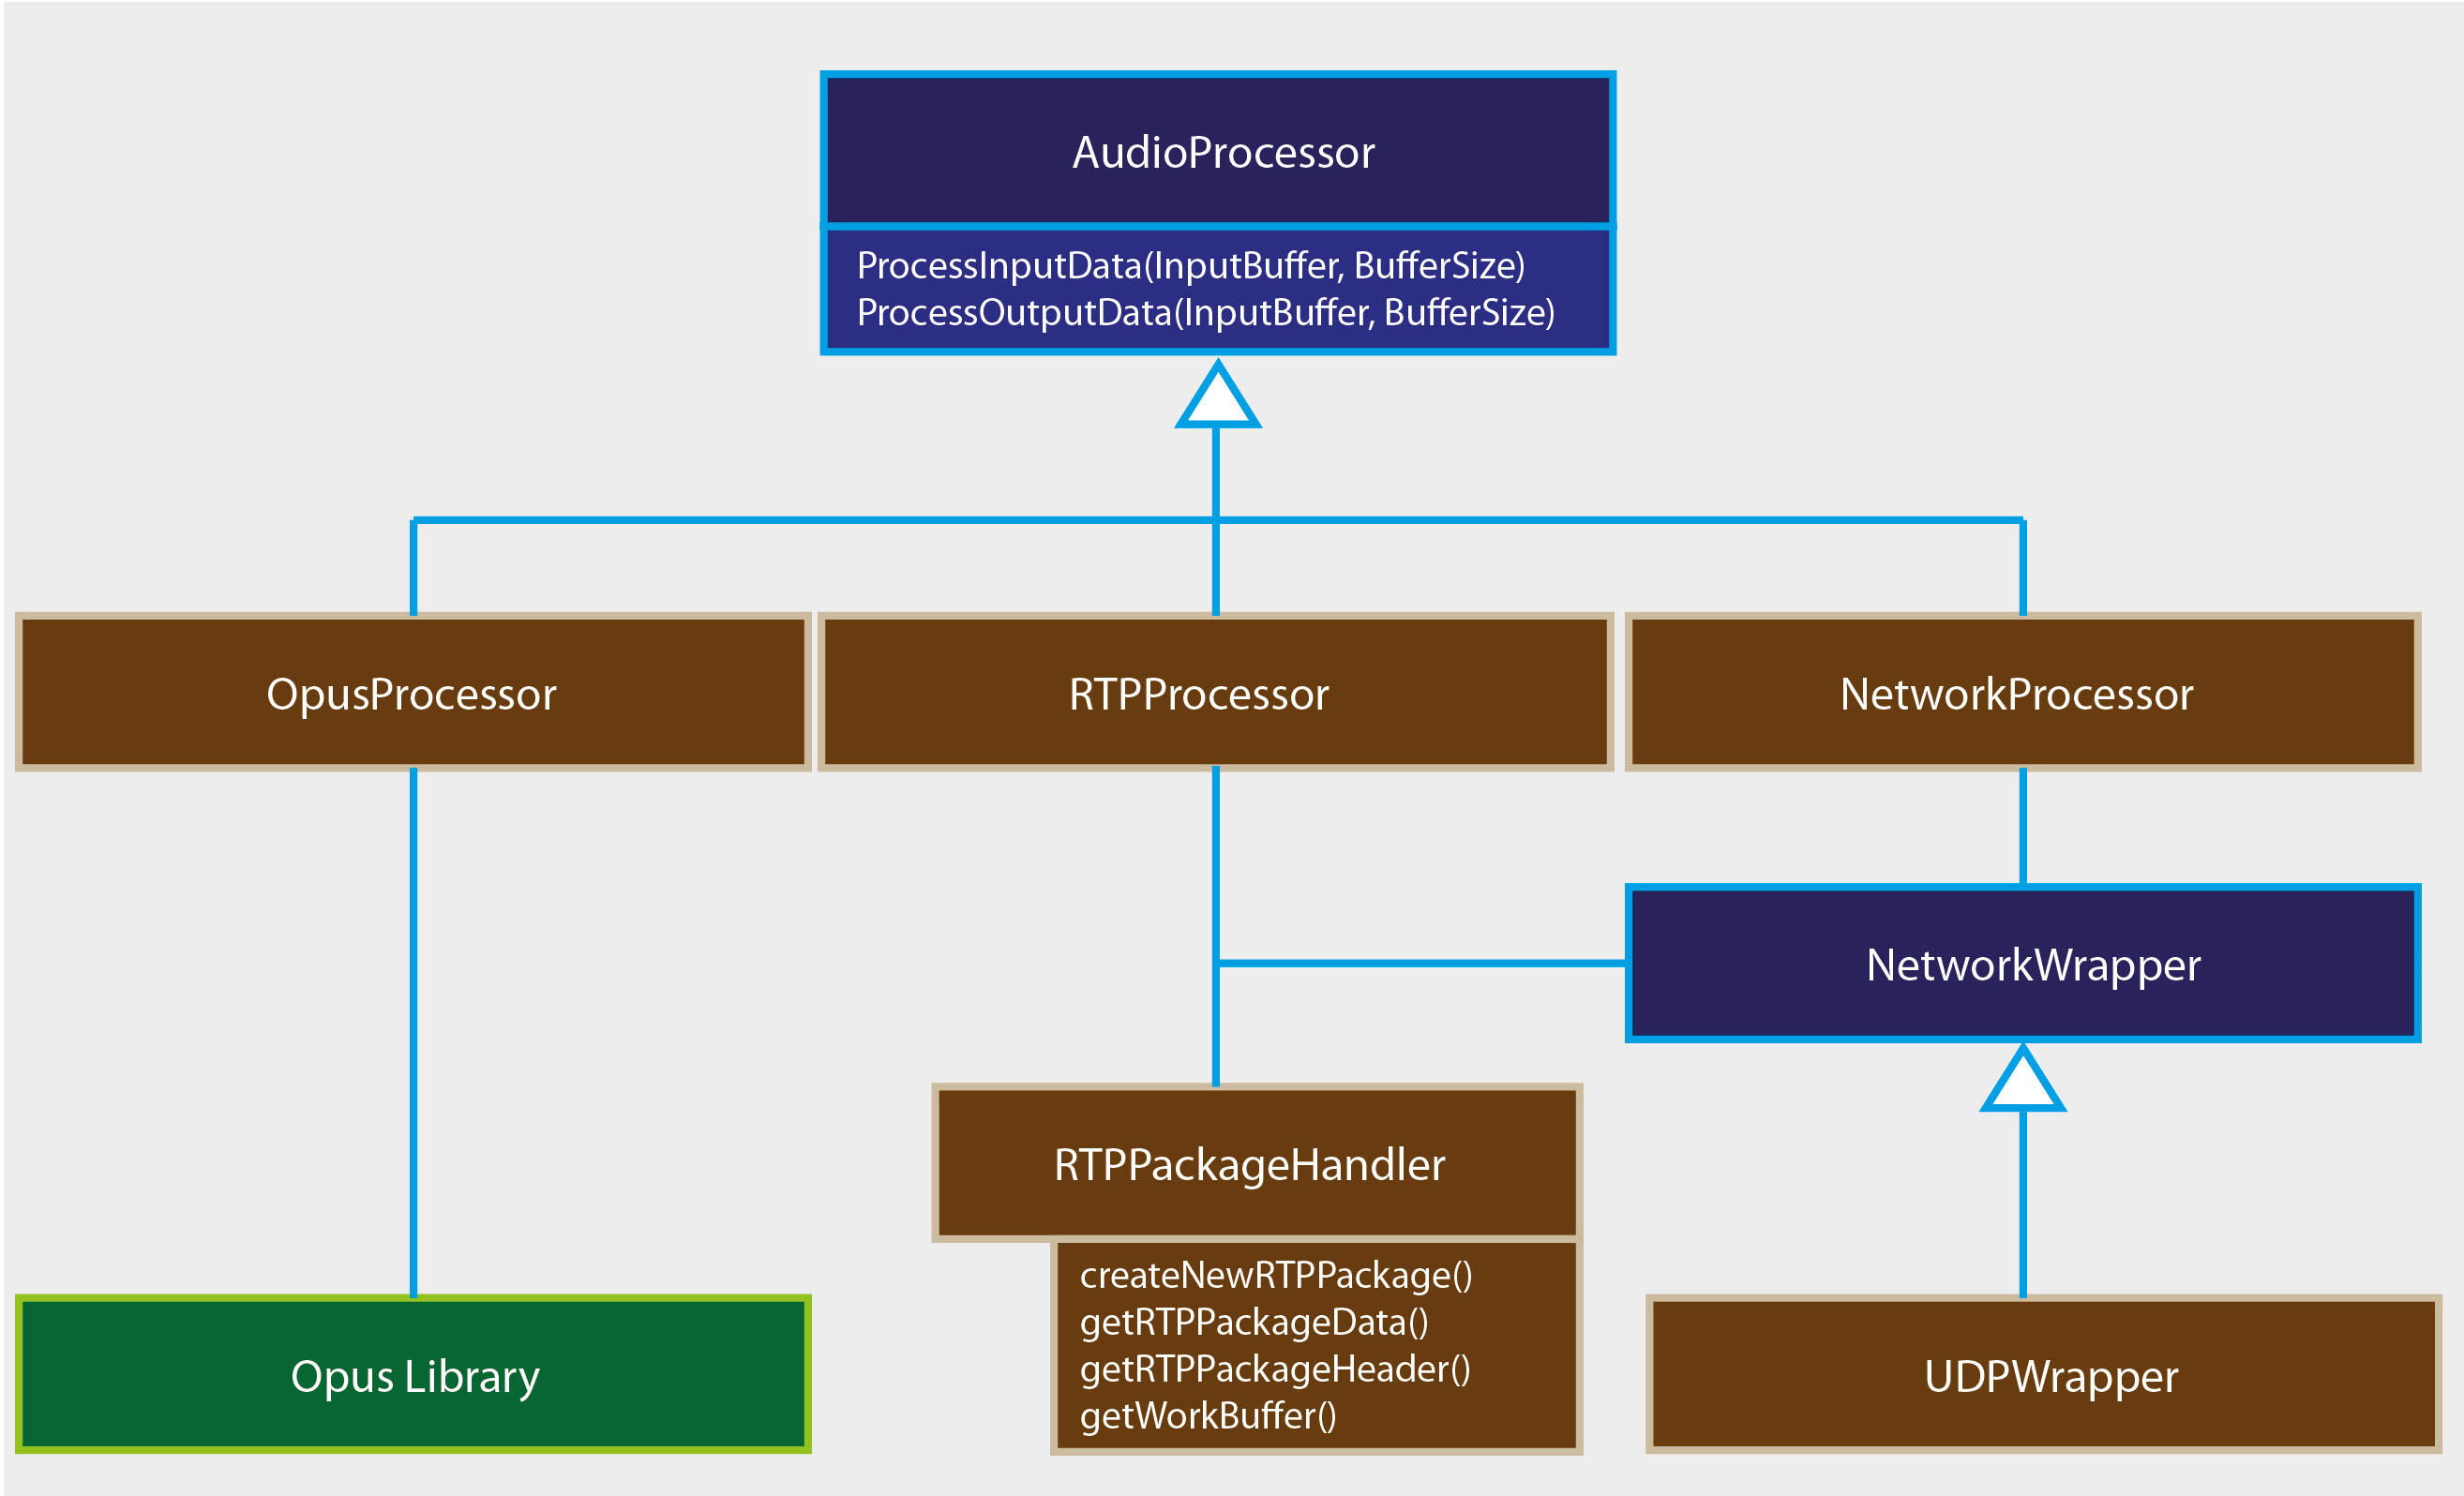 AudioProcessor
ProcessInputData(InputBuffer, BufferSize)
ProcessOutputData(InputBuffer, BufferSize)
OpusProcessor
RTPProcessor
NetworkProcessor
NetworkWrapper
RTPPackageHandler
createNewRTPPackage()
getRTPPackageData()
getRTPPackageHeader()
getWorkBuffer()
Opus Library
UDPWrapper